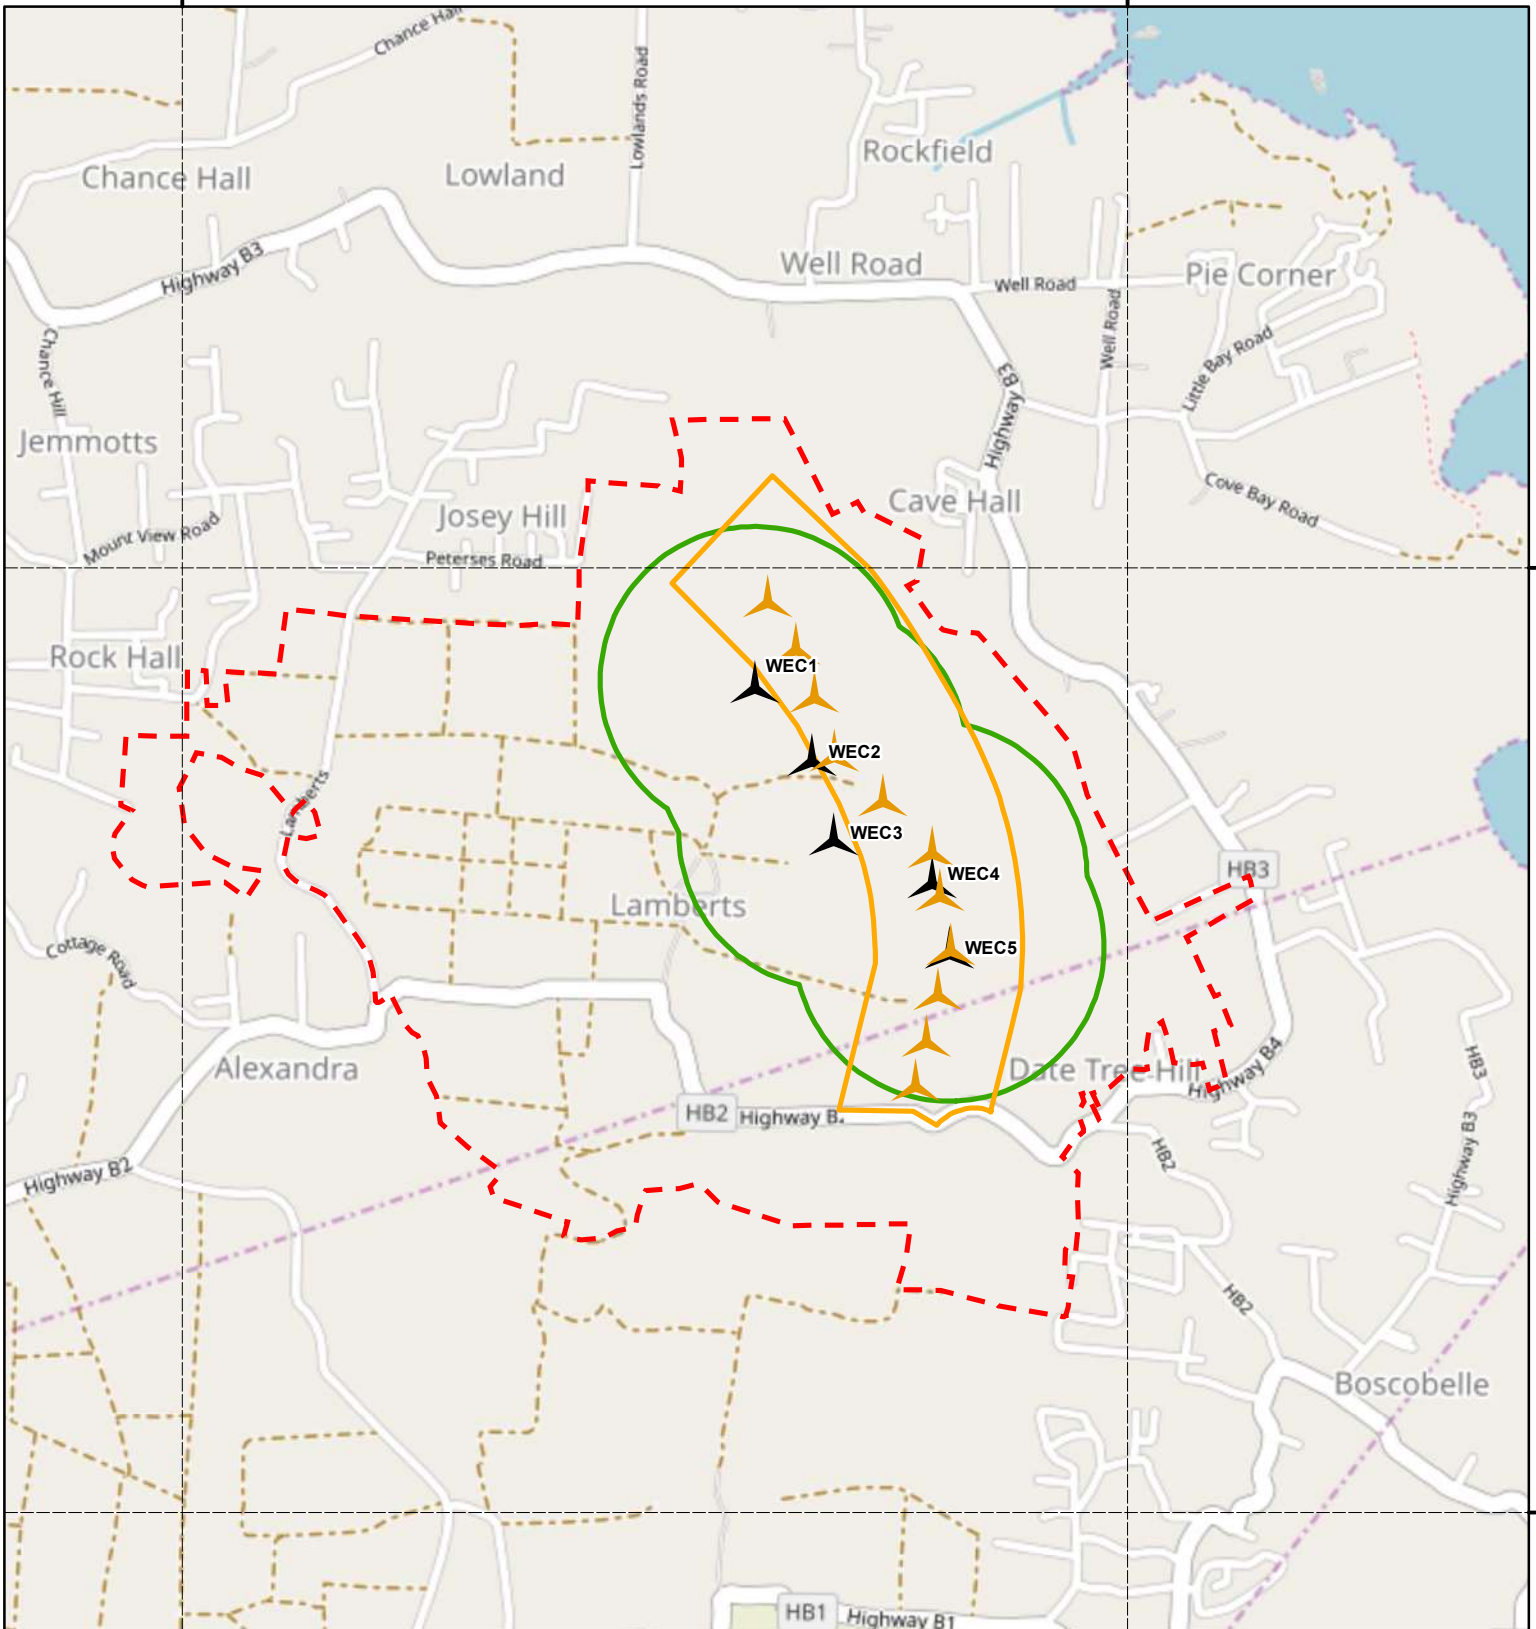 Chance Hall
Lowlands Road
Rockfield
Chance Hall
Lowland
Highway B3
Well Road
Well Road
Pie Corner
Well Road
Little Bay Road
Chance Hill
Highway B3
Jemmotts
Josey Hill
Cave Hall
Cove Bay Road
Mount View Road
Peterses Road
Rock Hall
WEC1
WEC2
Lamberts
WEC3
HB3
WEC4
Lamberts
Cottage Road
WEC5
Alexandra
Date Tree Hill
HB3
Highway B4
HB2
Highway B2
HB2
Highway B3
Highway B2
HB2
Boscobelle
HB1
Highway B1